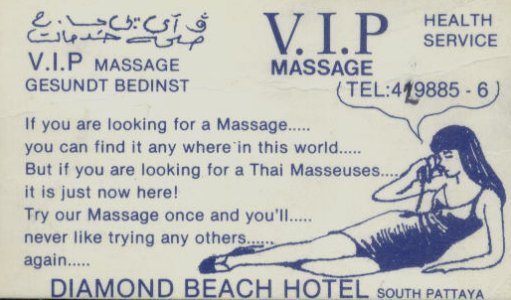 V.I.P
MASSAGE
HEALTH
SERVICE
TEL:429885 - 6
V.I.P MASSAGE
GESUNDT BEDINST
If you are looking for a Massage.....
you can find it any where in this world.....
But if you are looking for a Thai Masseuses....
it is just now here!
Try our Massage once and you'll.....
never like trying any others......
again.....
DIAMOND BEACH HOTEL SOUTH PATTAYA